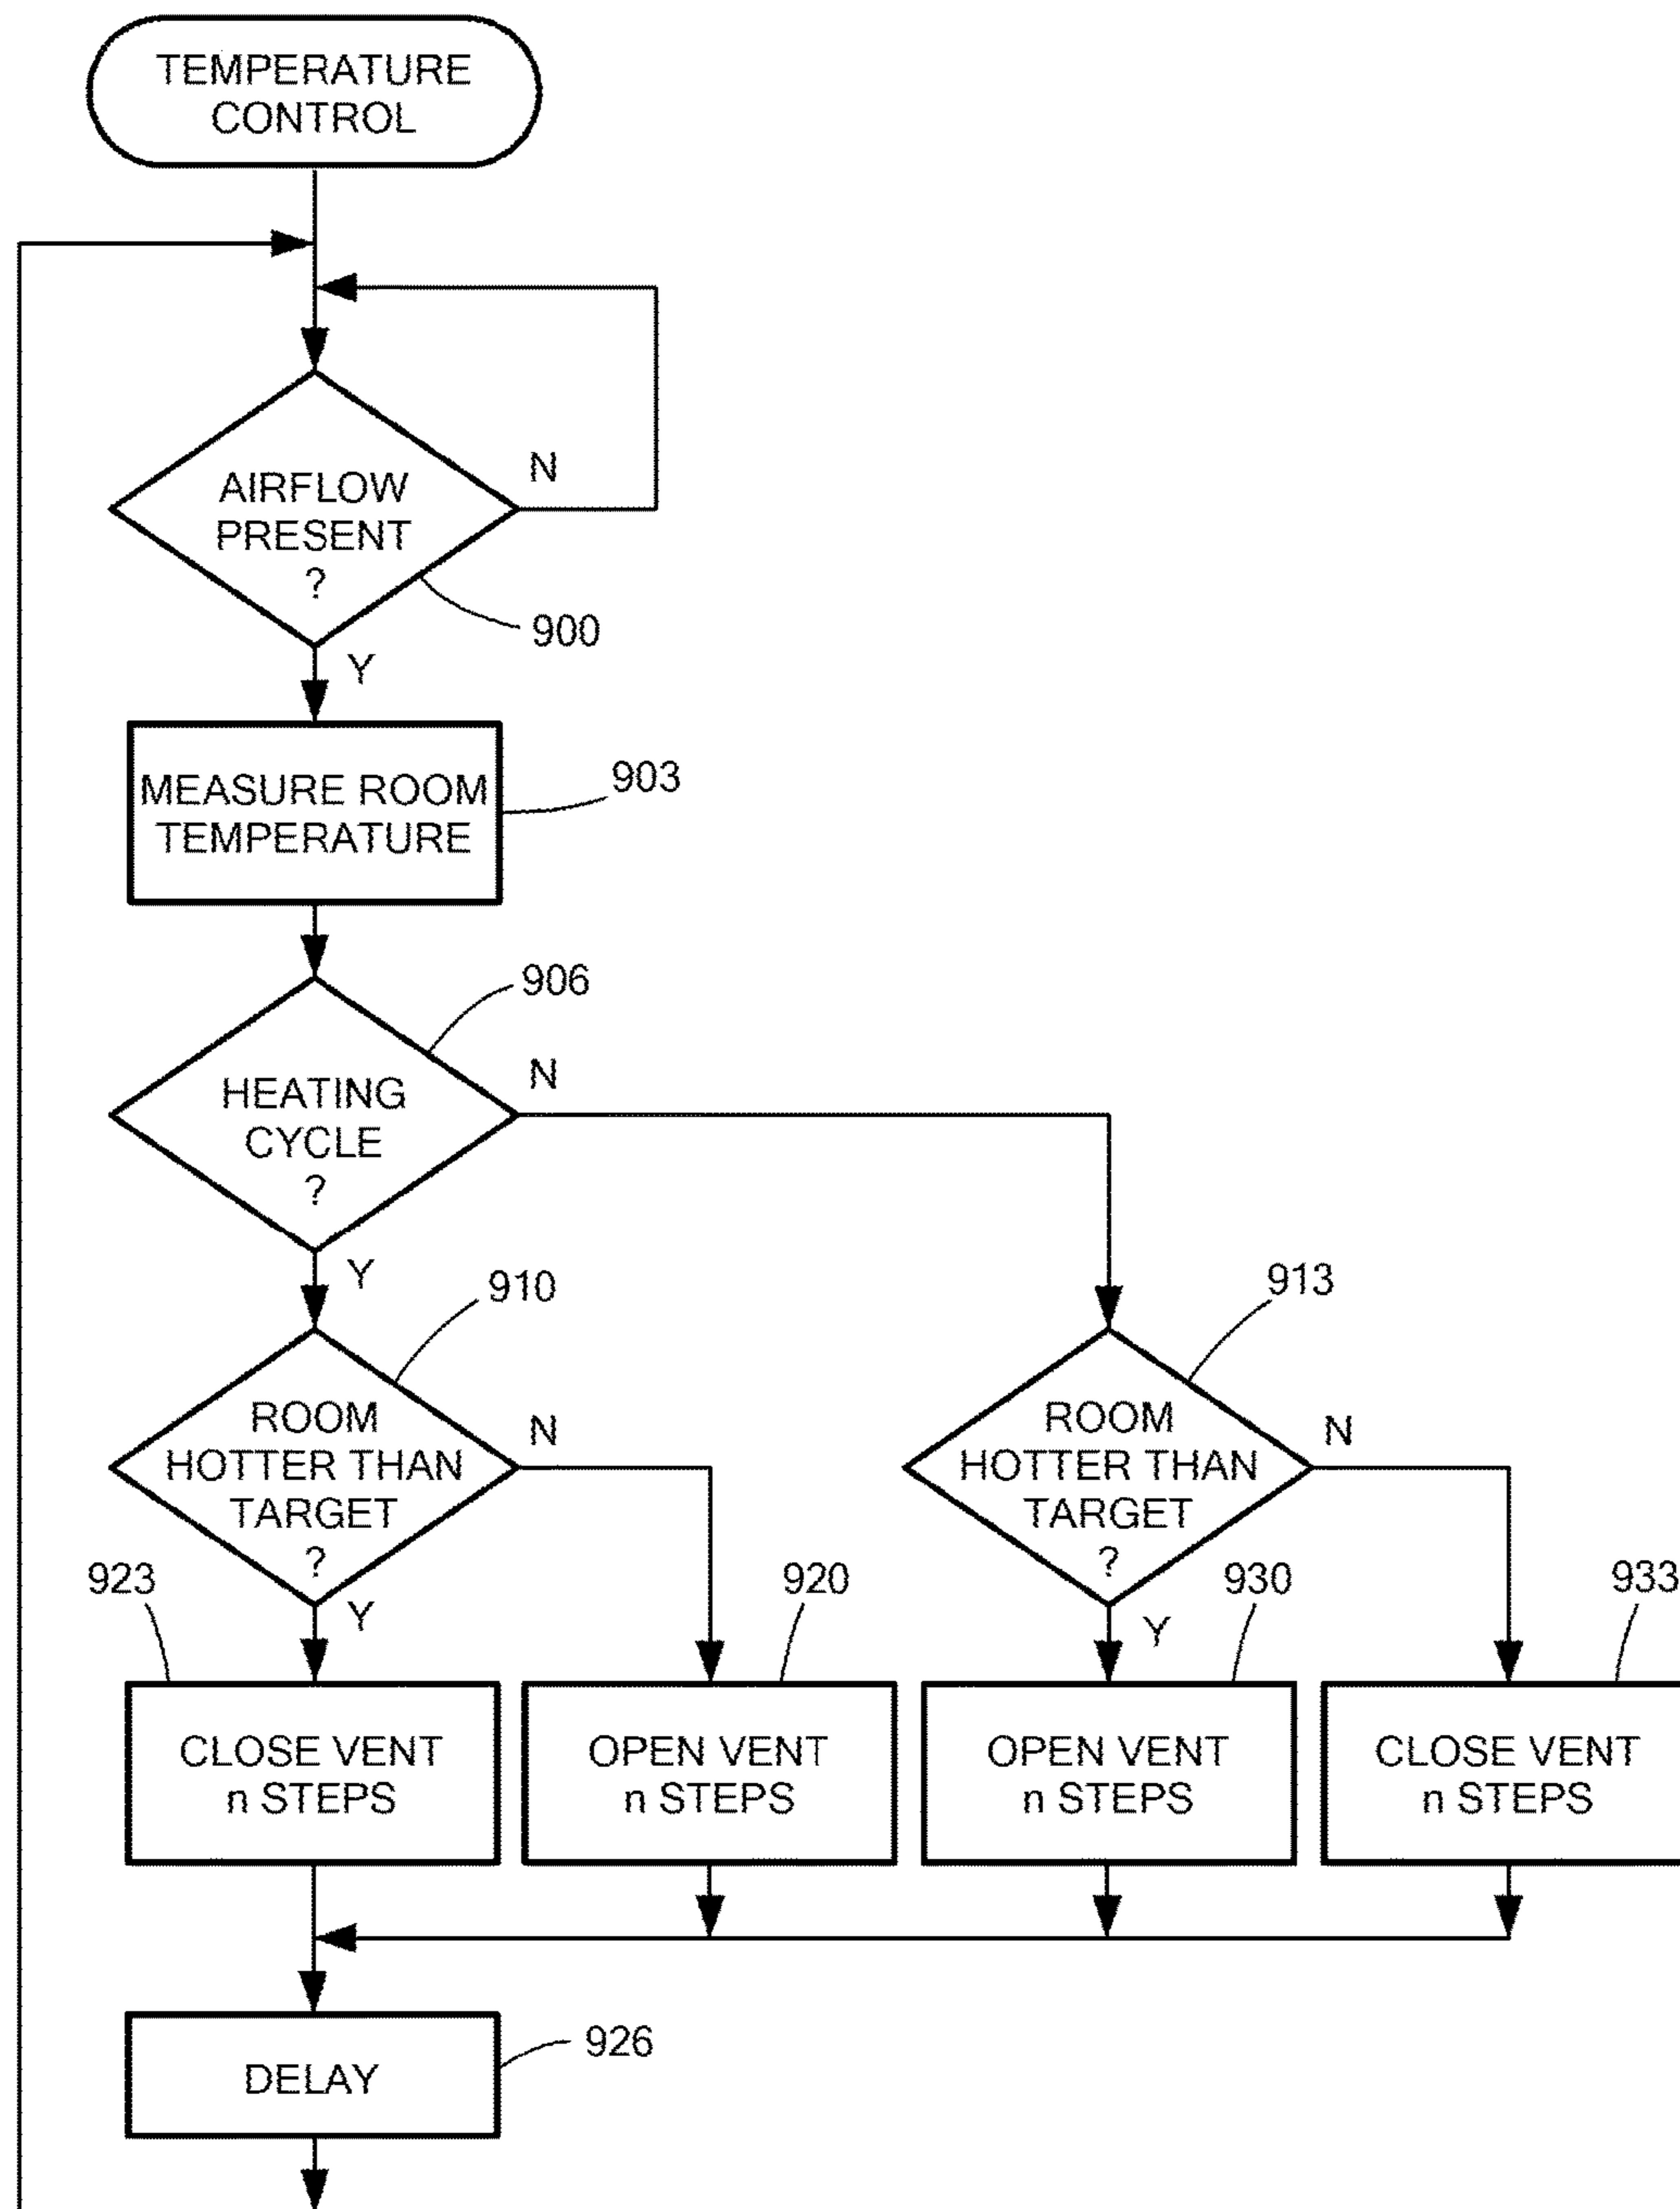 TEMPERATURE
CONTROL
AIRFLOW
PRESENT
?
N
900
Y
MEASURE ROOM
TEMPERATURE
903
906
HEATING
CYCLE
?
N
Y
910
913
ROOM
HOTTER THAN
TARGET
?
N
ROOM
HOTTER THAN
TARGET
?
N
923
Y
920
Y
930
933
CLOSE VENT
n STEPS
OPEN VENT
n STEPS
OPEN VENT
n STEPS
CLOSE VENT
n STEPS
DELAY
926